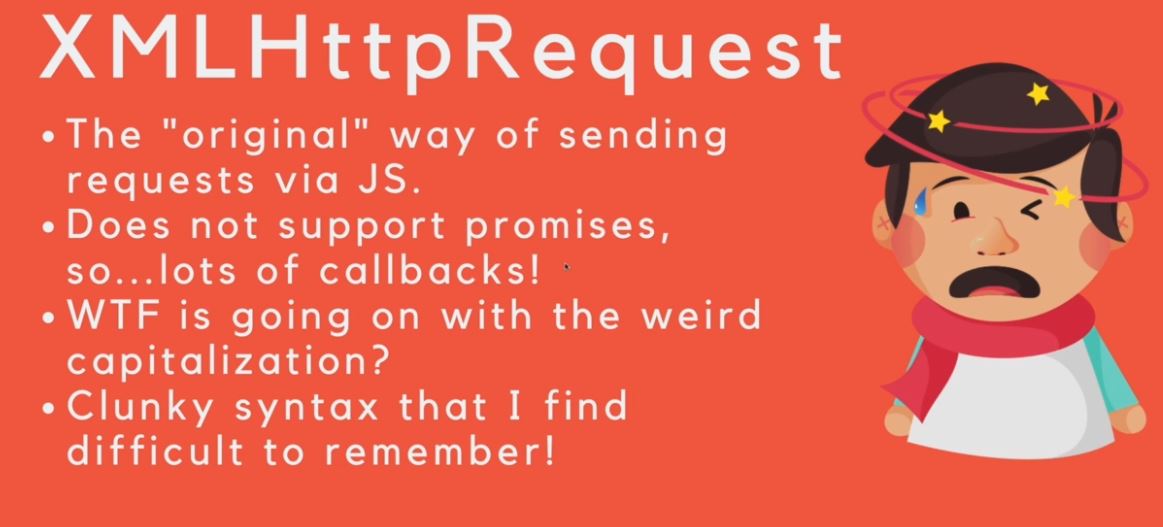 XMLHttpRequest
•The "original" way of sending
requests via JS.
•Does not support promises,
so...lots of callbacks!
•WTF is going on with the weird
capitalization?
•Clunky syntax that I find
difficult to remember!